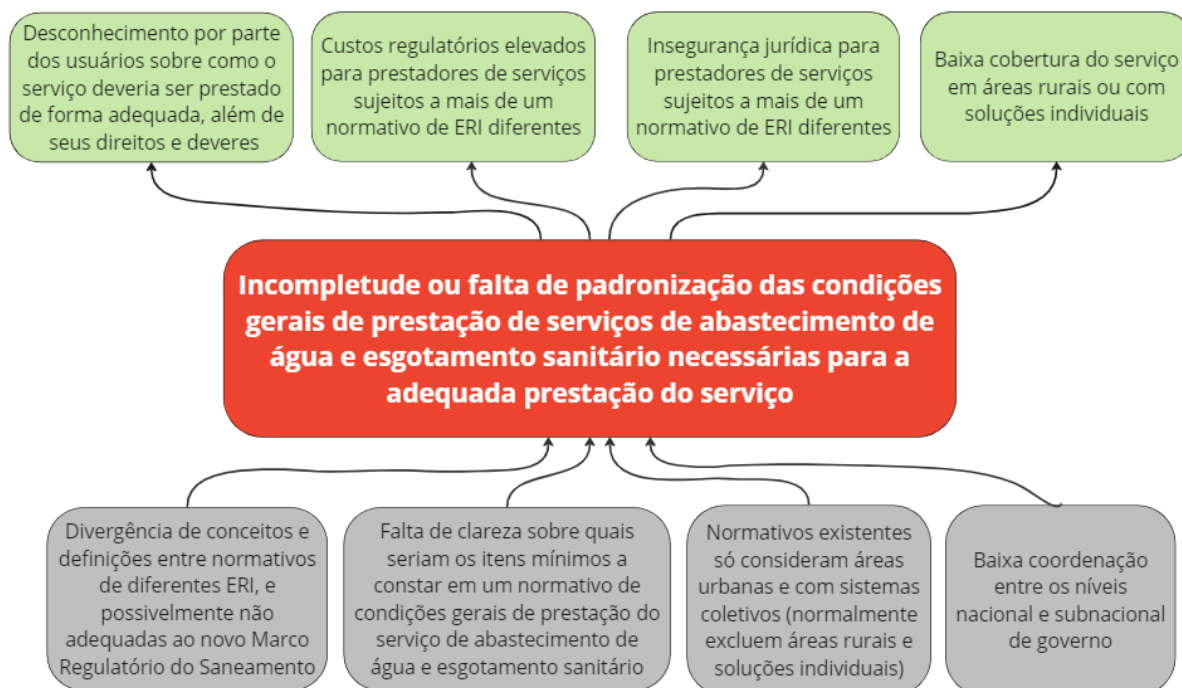 Desconhecimento por parte
dos usuários sobre como o
serviço deveria ser prestado
de forma adequada, além de
seus direitos e deveres
Custos regulatórios elevados
para prestadores de serviços
sujeitos a mais de um
normativo de ERI diferentes
Insegurança jurídica para
prestadores de serviços
sujeitos a mais de um
normativo de ERI diferentes
Baixa cobertura do serviço
em áreas rurais ou com
soluções individuais
Incompletude ou falta de padronização das condições
gerais de prestação de serviços de abastecimento de
água e esgotamento sanitário necessárias para a
adequada prestação do serviço
Divergência de conceitos e
definições entre normativos
de diferentes ERI, e
possivelmente não
adequadas ao novo Marco
Regulatório do Saneamento
Falta de clareza sobre quais
seriam os itens mínimos a
constar em um normativo de
condições gerais de prestação do
serviço de abastecimento de
água e esgotamento sanitário
Normativos existentes
só consideram áreas
urbanas e com sistemas
coletivos (normalmente
excluem áreas rurais e
soluções individuais)
Baixa coordenação
entre os níveis
nacional e subnacional
de governo